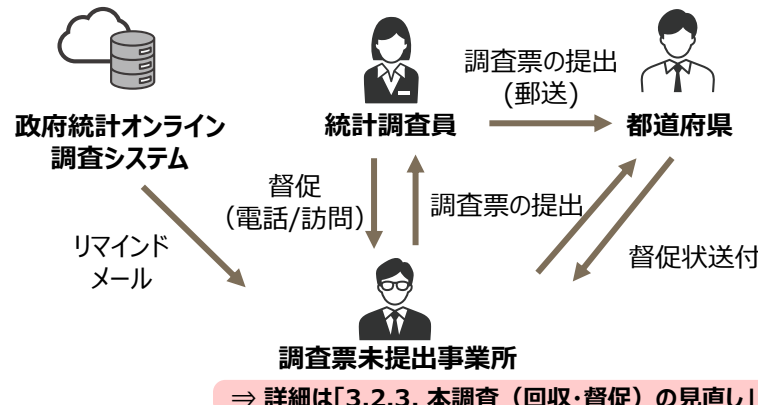 政府統計オンライン
調査システム
統計調査員
調査票の提出
(郵送)
都道府県
督促
（電話/訪問）
調査票の提出
リマインド
メール
督促状送付
調査票未提出事業所
⇒ 詳細は「3.2.3. 本調査（回収・督促）の見直し」